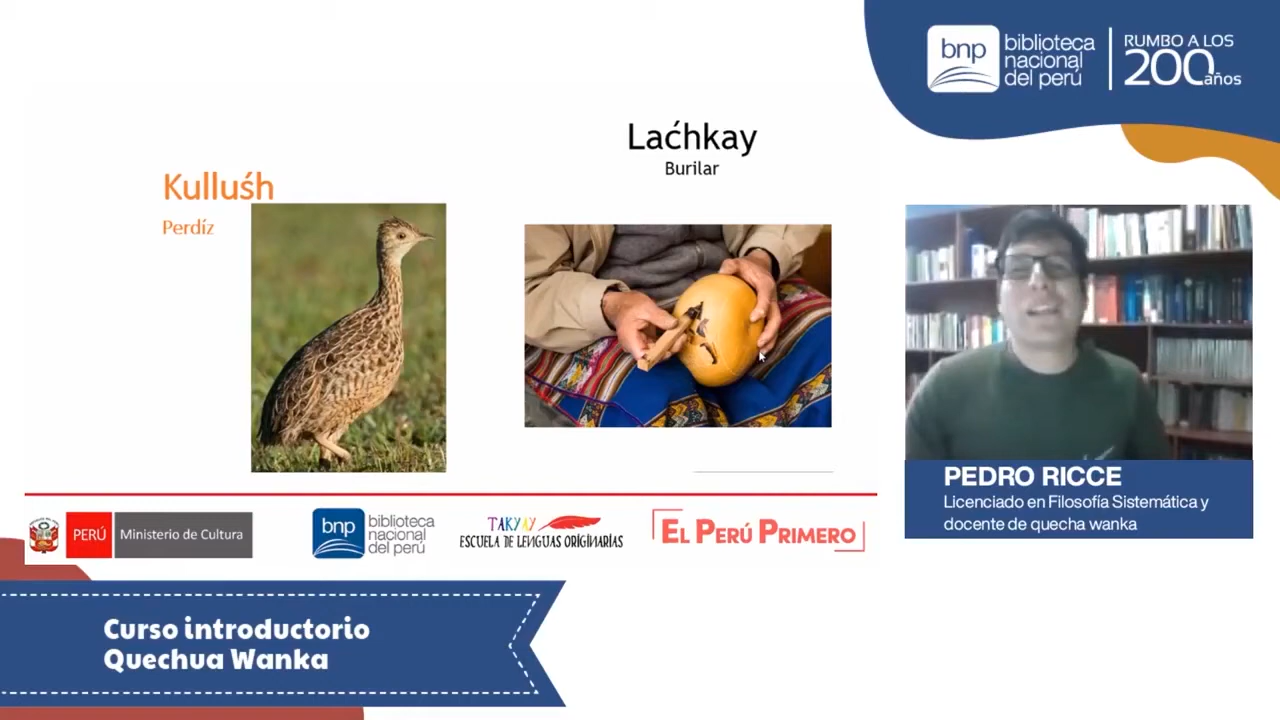 bnp
biblioteca
nacional
del perú
RUMBO A LOS
200 años
Laćhkay
Burilar
Kulluśh
Perdíz
PEDRO RICCE
Licenciado en Filosofía Sistemática y
docente de quecha wanka
PERÚ
Ministerio de Cultura
bnp
biblioteca
nacional
del perú
TAKYAY
ESCUELA DE LENGUAS ORIGINARIAS
EL PERÚ PRIMERO
Curso introductorio
Quechua Wanka